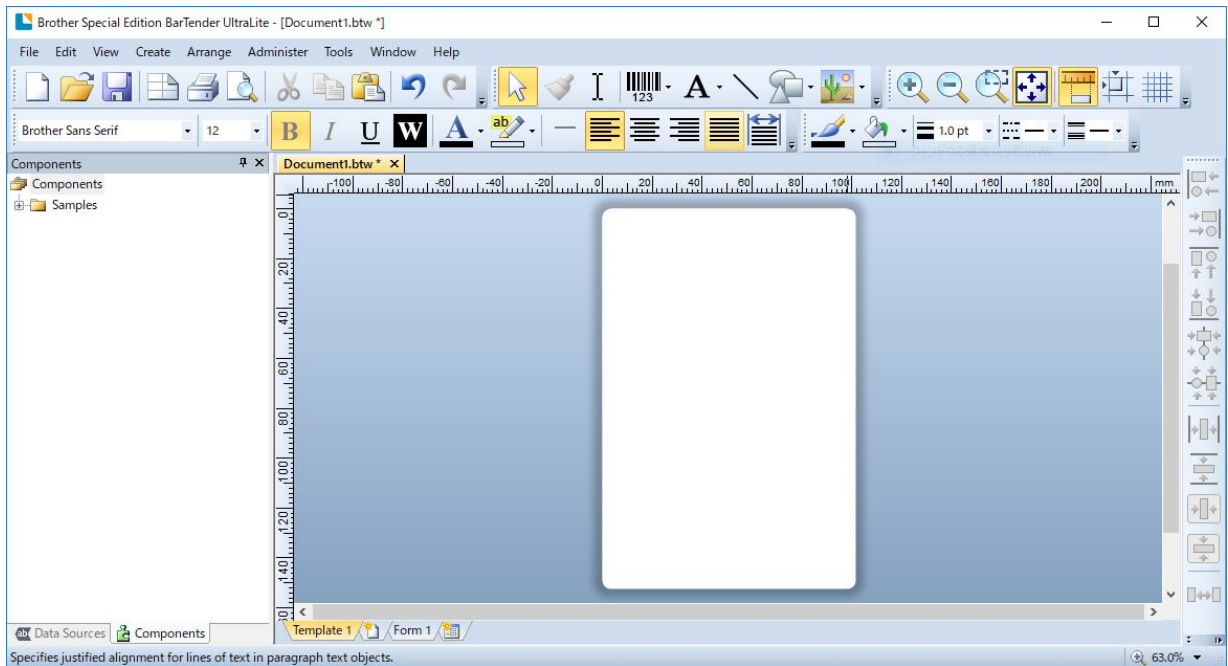 Brother Special Edition BarTender UltraLite - [Document1.btw *]
File Edit View Create Arrange Administer Tools Window Help
123 A
Brother Sans Serif 12 B I U W A ab 1.0 pt
Components
Document1.btw *
Components
Samples
-100 -80 -60 -40 -20 0 20 40 60 80 100 120 140 160 180 200 mm
0
20
40
60
80
100
120
140
Data Sources Components
Template 1 Form 1
Specifies justified alignment for lines of text in paragraph text objects.
63.0%